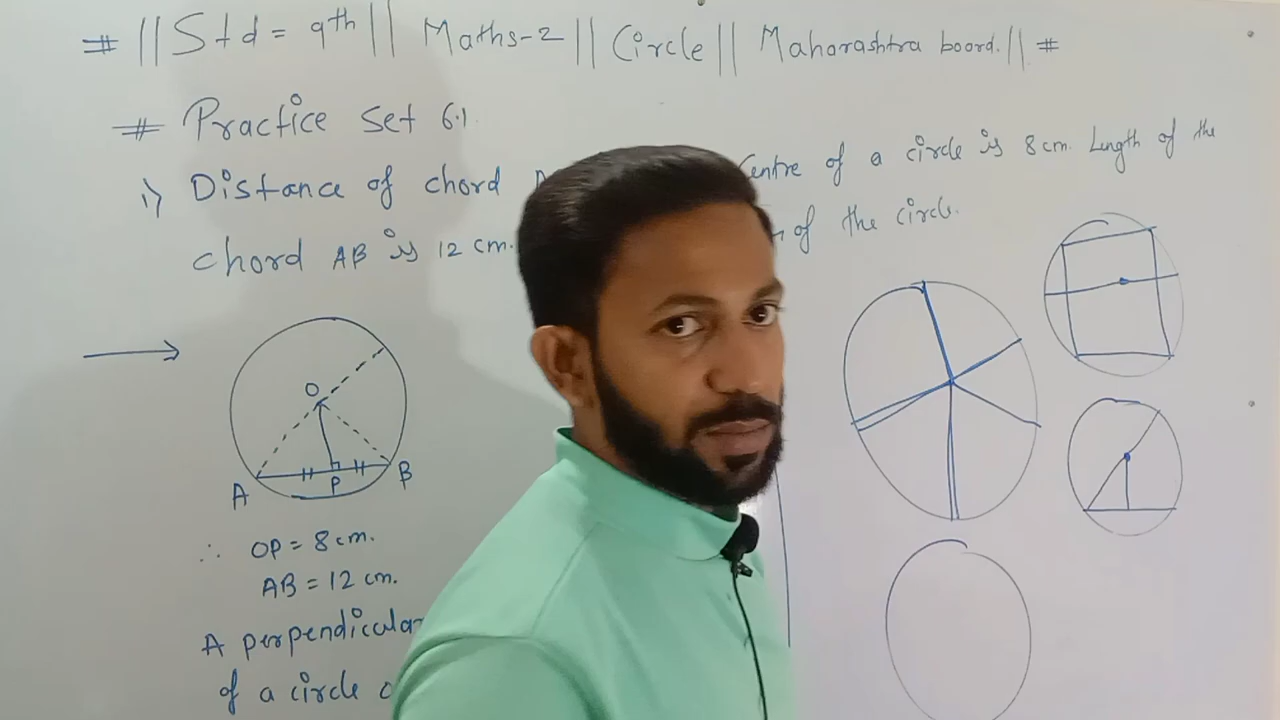 # || Std = 9th || Maths-2 || Circle || Maharashtra board. || #
# Practice set 6.1
1) Distance of chord centre of a circle is 8 cm. Length of the
chord AB is 12 cm. of the circle.
O
A P B
∴ OP = 8 cm.
AB = 12 cm.
A perpendicular
of a circle